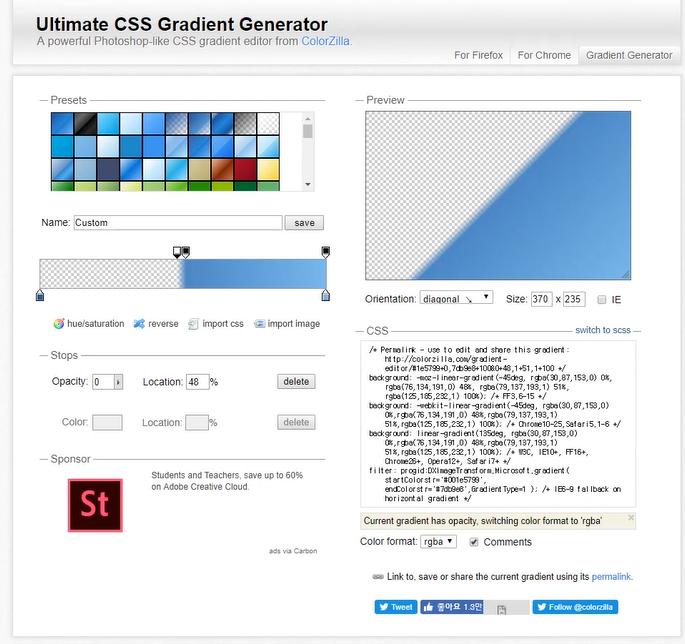 Ultimate CSS Gradient Generator
A powerful Photoshop-like CSS gradient editor from ColorZilla.
For Firefox For Chrome Gradient Generator
Presets
Name: Custom save
hue/saturation reverse import css import image
Stops
Opacity: 0 Location: 48 % delete
Color: Location: % delete
Sponsor
St
Students and Teachers, save up to 60%
on Adobe Creative Cloud.
ads via Carbon
Preview
Orientation: diagonal ↘ Size: 370 x 235 IE
CSS switch to scss
/* Permalink - use to edit and share this gradient:
http://colorzilla.com/gradient-
editor/#1e5799+0,7db9e8+100&0+48,1+51,1+100 */
background: -moz-linear-gradient(-45deg, rgba(30,87,153,0) 0%,
rgba(76,134,191,0) 48%, rgba(79,137,193,1) 51%,
rgba(125,185,232,1) 100%); /* FF3.6-15 */
background: -webkit-linear-gradient(-45deg, rgba(30,87,153,0)
0%,rgba(76,134,191,0) 48%,rgba(79,137,193,1)
51%,rgba(125,185,232,1) 100%); /* Chrome10-25,Safari5.1-6 */
background: linear-gradient(135deg, rgba(30,87,153,0)
0%,rgba(76,134,191,0) 48%,rgba(79,137,193,1)
51%,rgba(125,185,232,1) 100%); /* W3C, IE10+, FF16+,
Chrome26+, Opera12+, Safari7+ */
filter: progid:DXImageTransform.Microsoft.gradient(
startColorstr='#001e5799',
endColorstr='#7db9e8',GradientType=1 ); /* IE6-9 fallback on
horizontal gradient */
Current gradient has opacity, switching color format to 'rgba'
Color format: rgba Comments
Link to, save or share the current gradient using its permalink.
Tweet 좋아요 1.3만 Follow @colorzilla